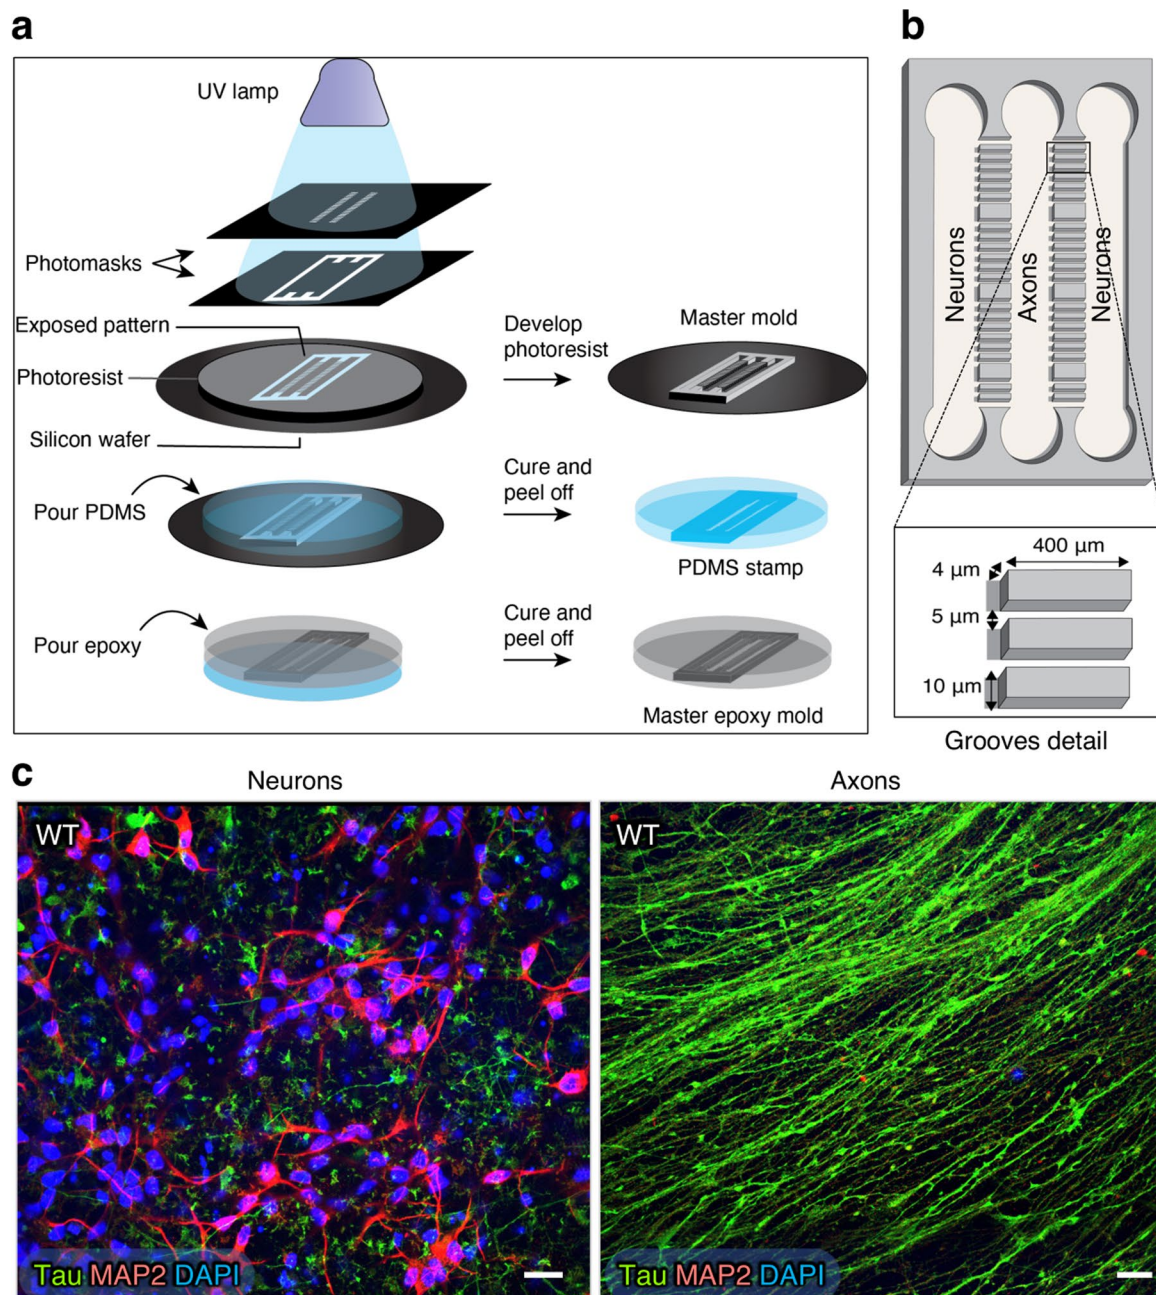 a
UV lamp
Photomasks
Exposed pattern
Photoresist
Silicon wafer
Develop
photoresist
Master mold
Pour PDMS
Cure and
peel off
PDMS stamp
Pour epoxy
Cure and
peel off
Master epoxy mold
b
Neurons
Axons
Neurons
400 µm
4 µm
5 µm
10 µm
Grooves detail
c
Neurons
Axons
WT
Tau MAP2 DAPI
WT
Tau MAP2 DAPI